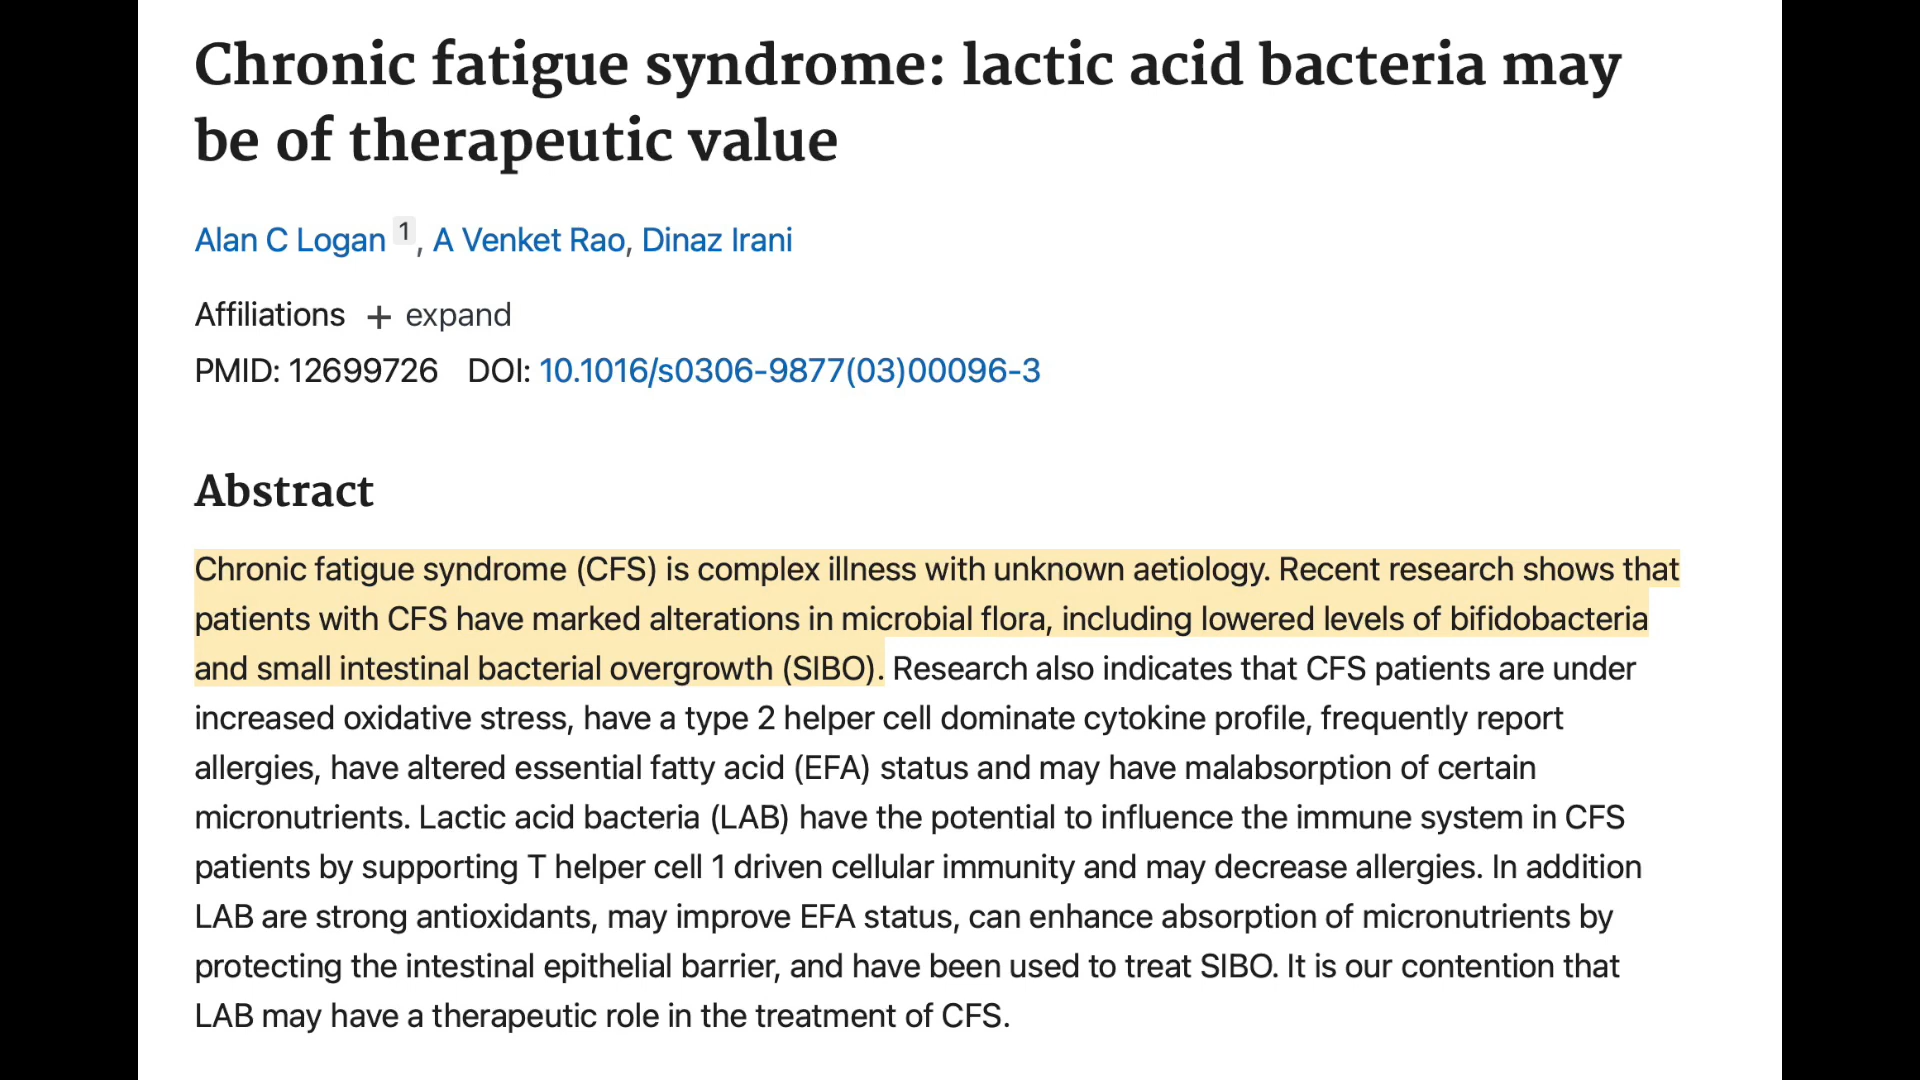 Chronic fatigue syndrome: lactic acid bacteria may
be of therapeutic value
Alan C Logan 1, A Venket Rao, Dinaz Irani
Affiliations + expand
PMID: 12699726 DOI: 10.1016/s0306-9877(03)00096-3
Abstract
Chronic fatigue syndrome (CFS) is complex illness with unknown aetiology. Recent research shows that
patients with CFS have marked alterations in microbial flora, including lowered levels of bifidobacteria
and small intestinal bacterial overgrowth (SIBO). Research also indicates that CFS patients are under
increased oxidative stress, have a type 2 helper cell dominate cytokine profile, frequently report
allergies, have altered essential fatty acid (EFA) status and may have malabsorption of certain
micronutrients. Lactic acid bacteria (LAB) have the potential to influence the immune system in CFS
patients by supporting T helper cell 1 driven cellular immunity and may decrease allergies. In addition
LAB are strong antioxidants, may improve EFA status, can enhance absorption of micronutrients by
protecting the intestinal epithelial barrier, and have been used to treat SIBO. It is our contention that
LAB may have a therapeutic role in the treatment of CFS.